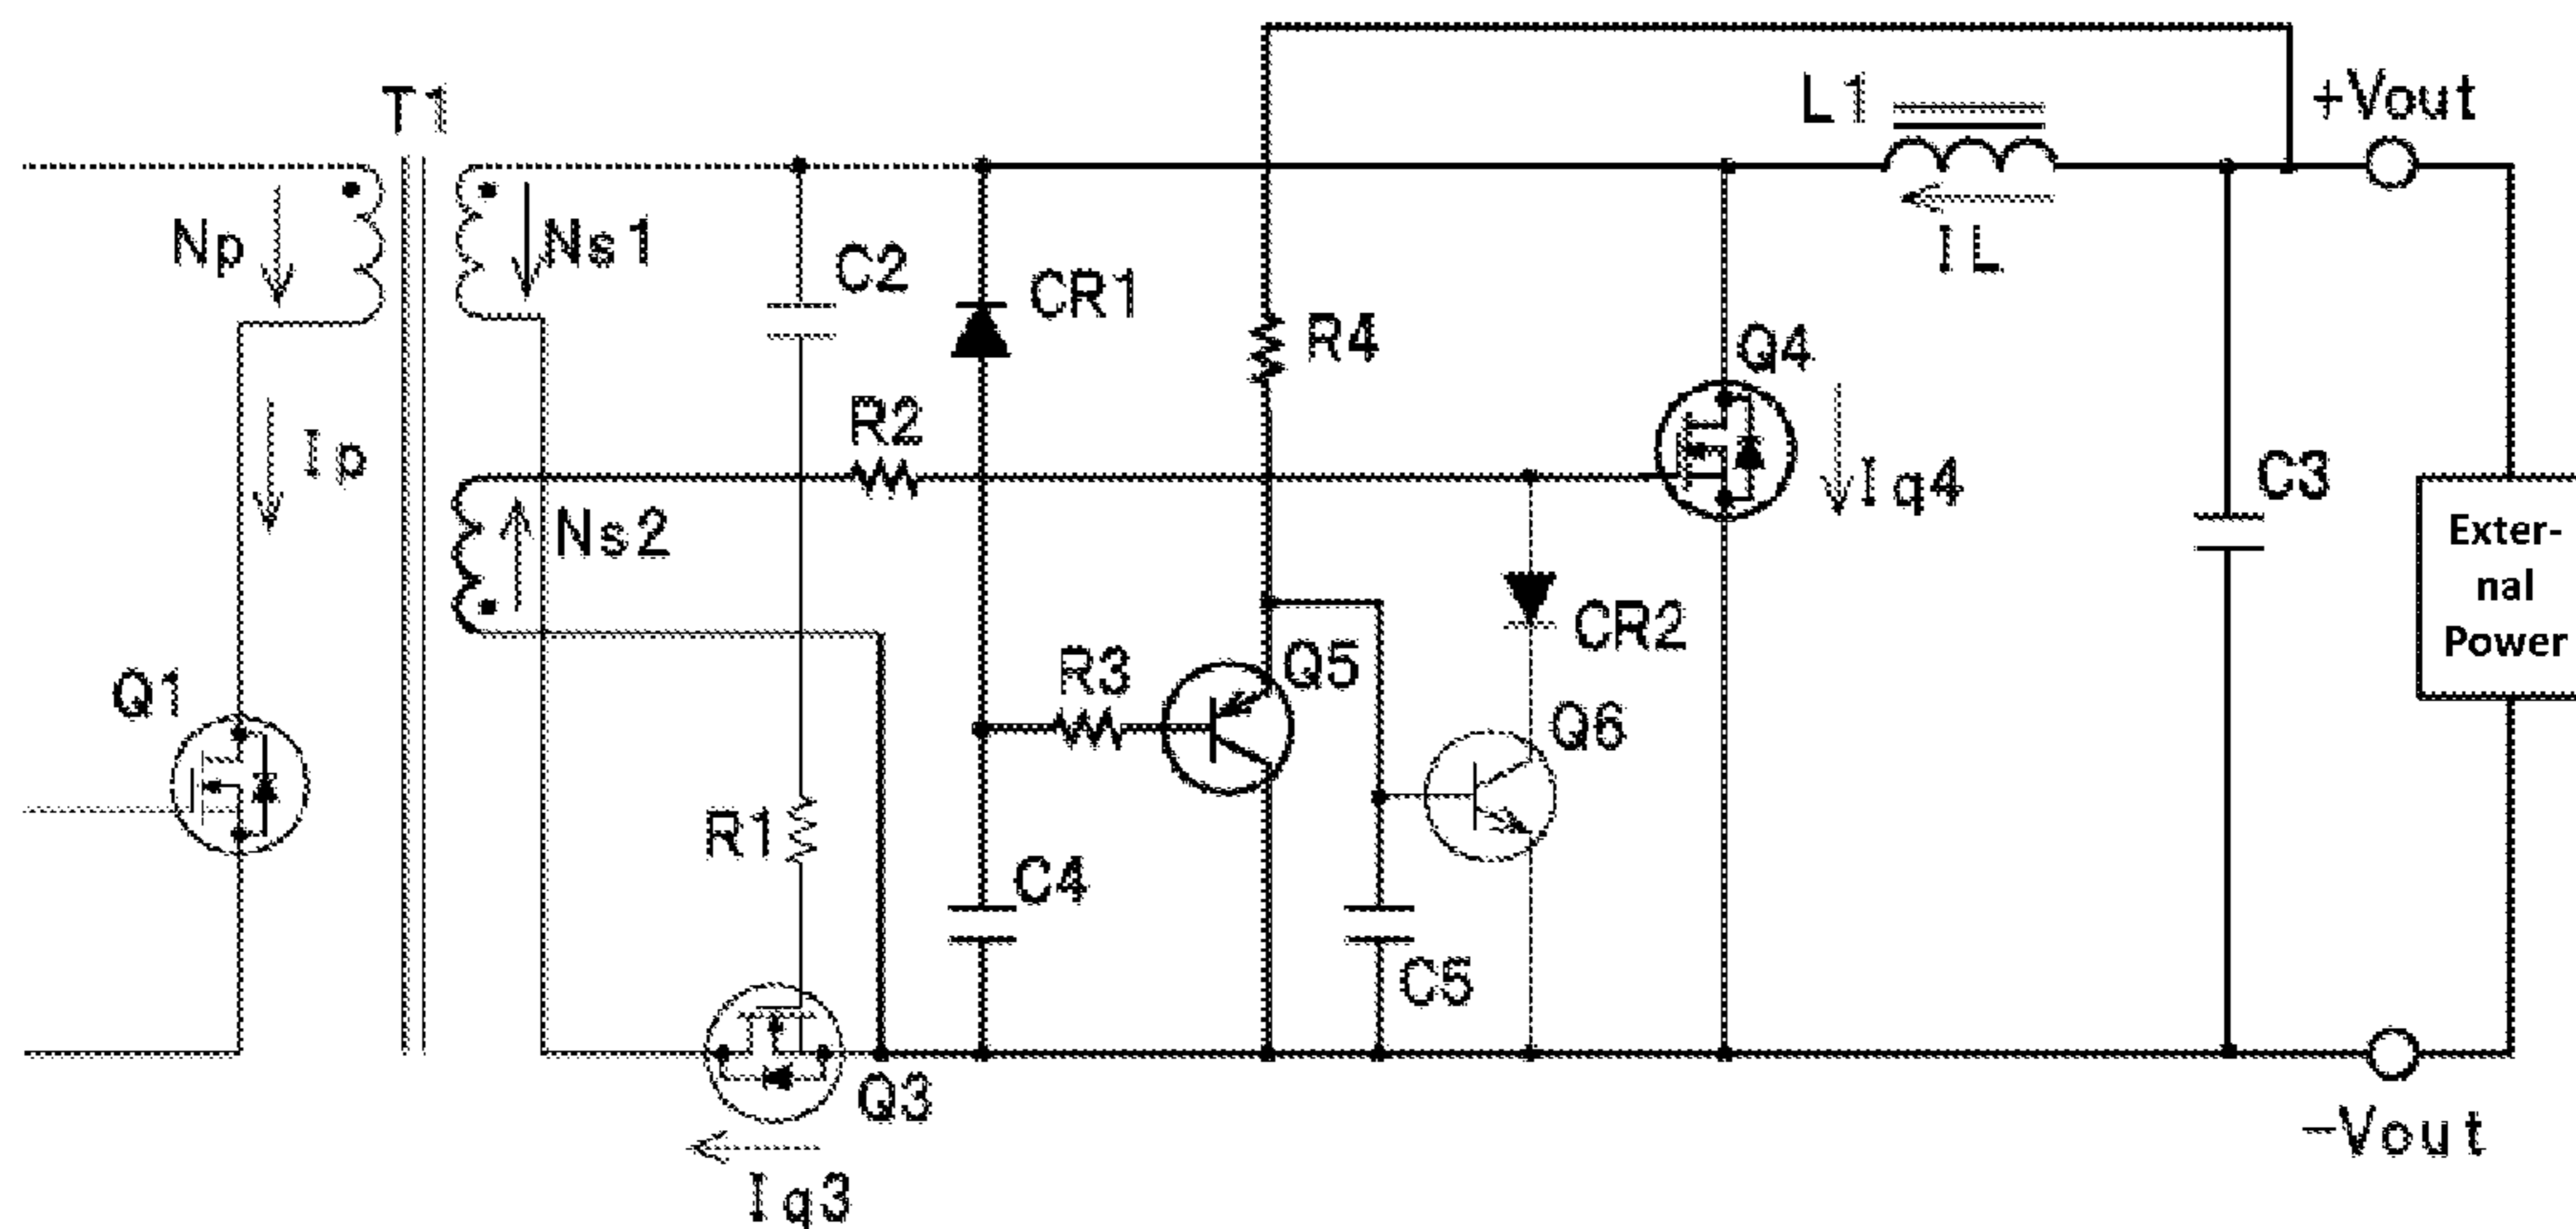 T1
L1
+Vout
Np
Ns1
C2
CR1
R4
IL
Q4
Ip
R2
Iq4
C3
Exter-
nal
Power
Ns2
CR2
Q1
R3
Q5
Q6
R1
C4
C5
Q3
-Vout
Iq3